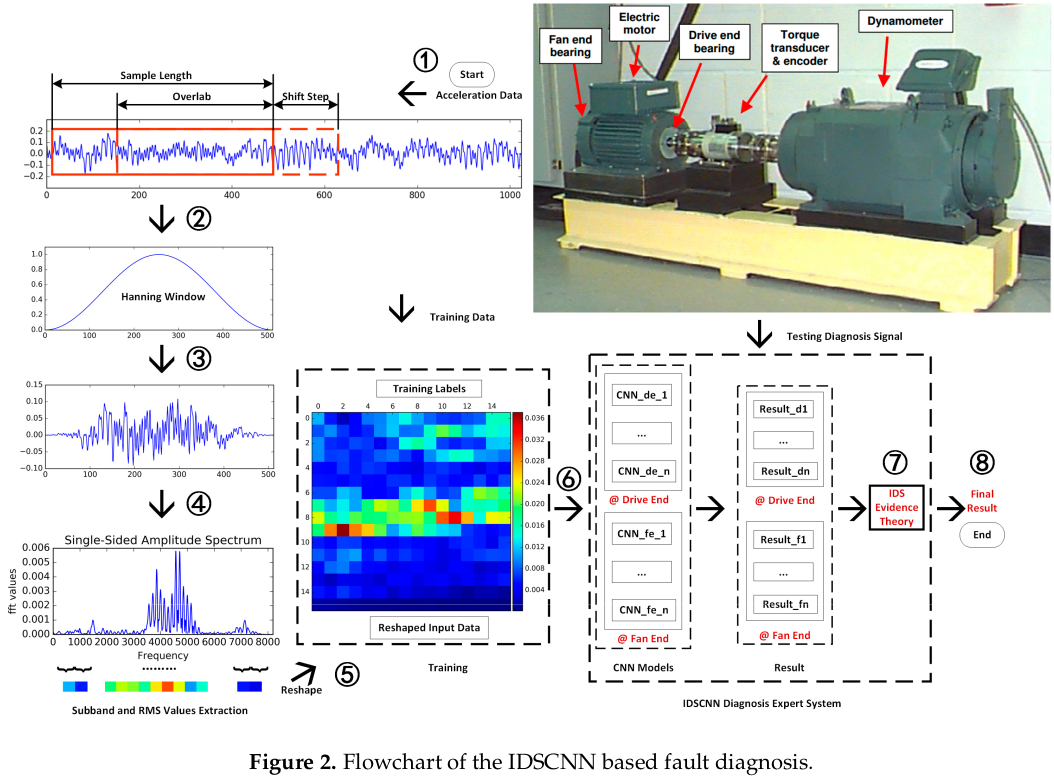 ①
Start
Acceleration Data
Sample Length
Overlab
Shift Step
0.2
0.1
0.0
−0.1
−0.2
0 200 400 600 800 1000
②
1.0
0.8
0.6
0.4
0.2
0.0
Hanning Window
0 100 200 300 400 500
③
0.15
0.10
0.05
0.00
−0.05
−0.10
0 100 200 300 400 500
④
Single-Sided Amplitude Spectrum
fft values
0.006
0.005
0.004
0.003
0.002
0.001
0.000
0 1000 2000 3000 4000 5000 6000 7000 8000
Frequency
.........
Subband and RMS Values Extraction
Reshape
⑤
Training Data
Training Labels
0 2 4 6 8 10 12 14
0
2
4
6
8
10
12
14
0.036
0.032
0.028
0.024
0.020
0.016
0.012
0.008
0.004
Reshaped Input Data
Training
⑥
Fan end
bearing
Electric
motor
Drive end
bearing
Torque
transducer
& encoder
Dynamometer
Testing Diagnosis Signal
CNN_de_1
...
CNN_de_n
@ Drive End
CNN_fe_1
...
CNN_fe_n
@ Fan End
CNN Models
Result_d1
...
Result_dn
@ Drive End
Result_f1
...
Result_fn
@ Fan End
Result
⑦
IDS
Evidence
Theory
⑧
Final
Result
End
IDSCNN Diagnosis Expert System
Figure 2. Flowchart of the IDSCNN based fault diagnosis.